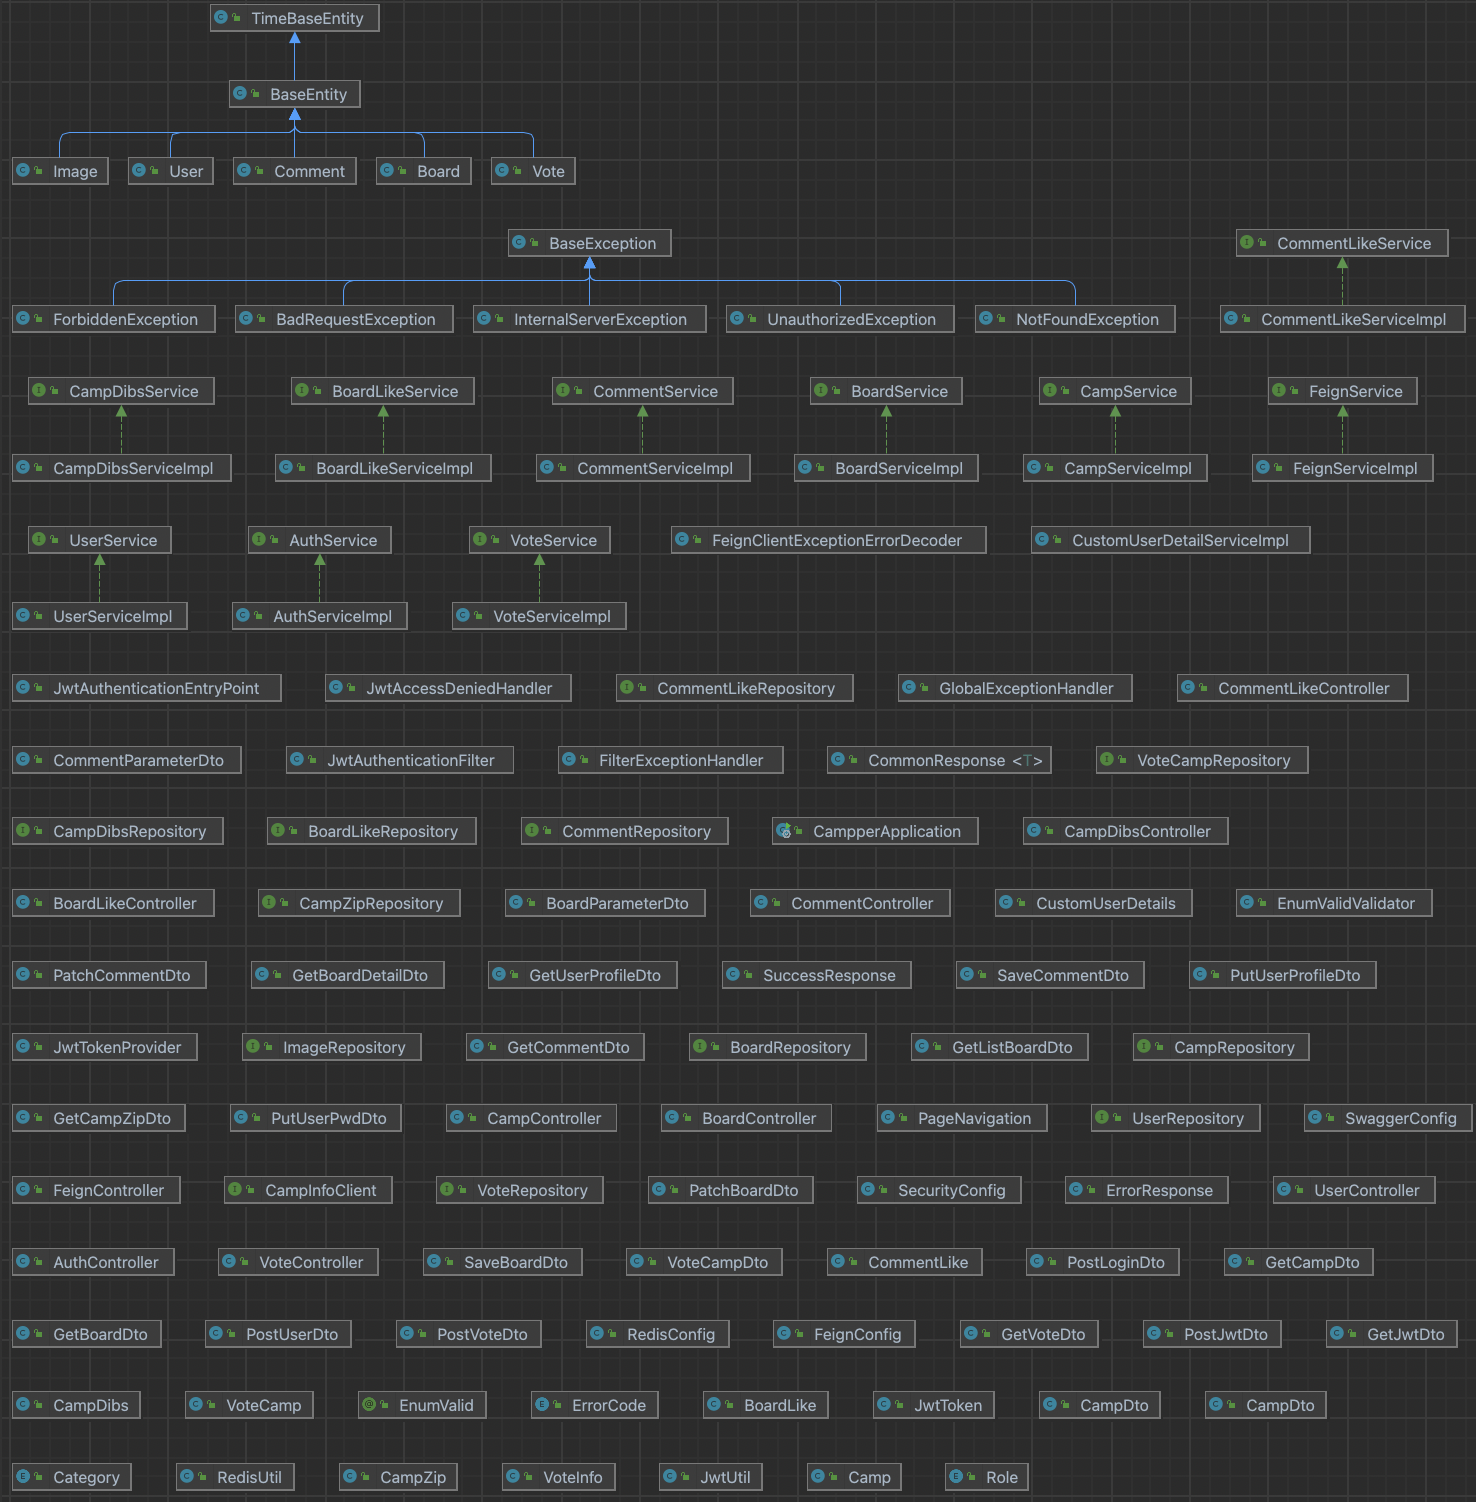 TimeBaseEntity
BaseEntity
Image User Comment Board Vote
BaseException CommentLikeService
ForbiddenException BadRequestException InternalServerException UnauthorizedException NotFoundException CommentLikeServiceImpl
CampDibsService BoardLikeService CommentService BoardService CampService FeignService
CampDibsServiceImpl BoardLikeServiceImpl CommentServiceImpl BoardServiceImpl CampServiceImpl FeignServiceImpl
UserService AuthService VoteService FeignClientExceptionErrorDecoder CustomUserDetailServiceImpl
UserServiceImpl AuthServiceImpl VoteServiceImpl
JwtAuthenticationEntryPoint JwtAccessDeniedHandler CommentLikeRepository GlobalExceptionHandler CommentLikeController
CommentParameterDto JwtAuthenticationFilter FilterExceptionHandler CommonResponse <T> VoteCampRepository
CampDibsRepository BoardLikeRepository CommentRepository CampperApplication CampDibsController
BoardLikeController CampZipRepository BoardParameterDto CommentController CustomUserDetails EnumValidValidator
PatchCommentDto GetBoardDetailDto GetUserProfileDto SuccessResponse SaveCommentDto PutUserProfileDto
JwtTokenProvider ImageRepository GetCommentDto BoardRepository GetListBoardDto CampRepository
GetCampZipDto PutUserPwdDto CampController BoardController PageNavigation UserRepository SwaggerConfig
FeignController CampInfoClient VoteRepository PatchBoardDto SecurityConfig ErrorResponse UserController
AuthController VoteController SaveBoardDto VoteCampDto CommentLike PostLoginDto GetCampDto
GetBoardDto PostUserDto PostVoteDto RedisConfig FeignConfig GetVoteDto PostJwtDto GetJwtDto
CampDibs VoteCamp EnumValid ErrorCode BoardLike JwtToken CampDto CampDto
Category RedisUtil CampZip VoteInfo JwtUtil Camp Role